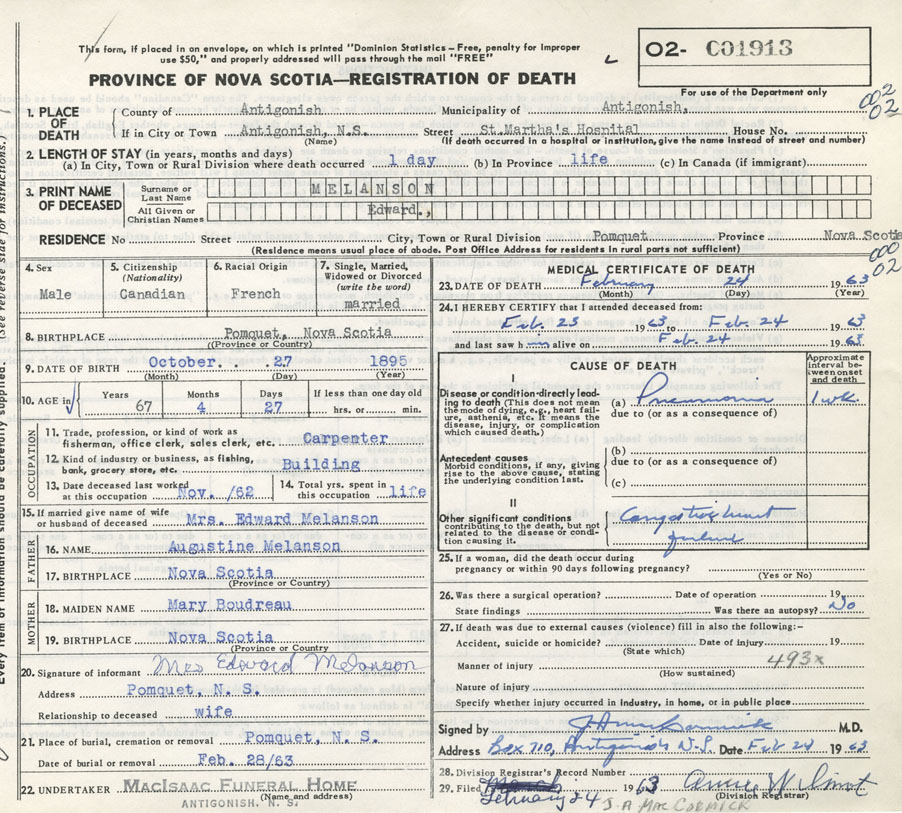 This form, if placed in an envelope, on which is printed "Dominion Statistics – Free, penalty for improper
use $50," and properly addressed will pass through the mail "FREE"
PROVINCE OF NOVA SCOTIA—REGISTRATION OF DEATH
02- C01913
For use of the Department only
002
02
1. PLACE OF DEATH
County of Antigonish Municipality of Antigonish,
If in City or Town Antigonish, N.S. Street St.Martha's Hospital House No.
(Name) (If death occurred in a hospital or institution, give the name instead of street and number)
2. LENGTH OF STAY (in years, months and days)
(a) In City, Town or Rural Division where death occurred 1 day (b) In Province life (c) In Canada (if immigrant)
3. PRINT NAME OF DECEASED
Surname or Last Name MELANSON
All Given or Christian Names Edward.,
RESIDENCE No Street City, Town or Rural Division Pomquet Province Nova Scotia
(Residence means usual place of abode. Post Office Address for residents in rural parts not sufficient)
000
02
4. Sex Male
5. Citizenship (Nationality) Canadian
6. Racial Origin French
7. Single, Married, Widowed or Divorced (write the word) married
8. BIRTHPLACE Pomquet, Nova Scotia
(Province or Country)
9. DATE OF BIRTH October. 27 1895
(Month) (Day) (Year)
10. AGE in Years 67 Months 4 Days 27 If less than one day old hrs. or min.
OCCUPATION
11. Trade, profession, or kind of work as fisherman, office clerk, sales clerk, etc. Carpenter
12. Kind of industry or business, as fishing, bank, grocery store, etc. Building
13. Date deceased last worked at this occupation Nov. /62
14. Total yrs. spent in this occupation life
15. If married give name of wife or husband of deceased Mrs. Edward Melanson
FATHER
16. NAME Augustine Melanson
17. BIRTHPLACE Nova Scotia
(Province or Country)
MOTHER
18. MAIDEN NAME Mary Boudreau
19. BIRTHPLACE Nova Scotia
(Province or Country)
20. Signature of informant Mrs Edward Melanson
Address Pomquet, N. S.
Relationship to deceased wife
21. Place of burial, cremation or removal Pomquet, N. S.
Date of burial or removal Feb. 28/63
22. UNDERTAKER MACISAAC FUNERAL HOME
(Name and address)
ANTIGONISH, N. S.
MEDICAL CERTIFICATE OF DEATH
23. DATE OF DEATH February 24 1963
(Month) (Day) (Year)
24. I HEREBY CERTIFY that I attended deceased from:
Feb. 23 1963 to Feb. 24 1963
and last saw him alive on Feb. 24 1963
CAUSE OF DEATH
Approximate interval between onset and death
I
Disease or condition directly leading to death (This does not mean the mode of dying, e.g., heart failure, asthenia, etc. It means the disease, injury, or complication which caused death.)
(a) Pneumonia 1 wk
due to (or as a consequence of)
Antecedent causes
Morbid conditions, if any, giving rise to the above cause, stating the underlying condition last.
(b)
due to (or as a consequence of)
(c)
II
Other significant conditions contributing to the death, but not related to the disease or condition causing it.
Congestive heart
failure
25. If a woman, did the death occur during
pregnancy or within 90 days following pregnancy?
(Yes or No)
26. Was there a surgical operation? Date of operation 19
State findings Was there an autopsy? No
27. If death was due to external causes (violence) fill in also the following:–
Accident, suicide or homicide? Date of injury 19
(State which)
Manner of injury 493x
(How sustained)
Nature of injury
Specify whether injury occurred in Industry, in home, or in public place
Signed by M.D.
Address Box 710, Antigonish N.S. Date Feb 24 1963
28. Division Registrar's Record Number
29. Filed February 24 1963
(Division Registrar)
J A MacCormick
(See reverse side for instructions.)